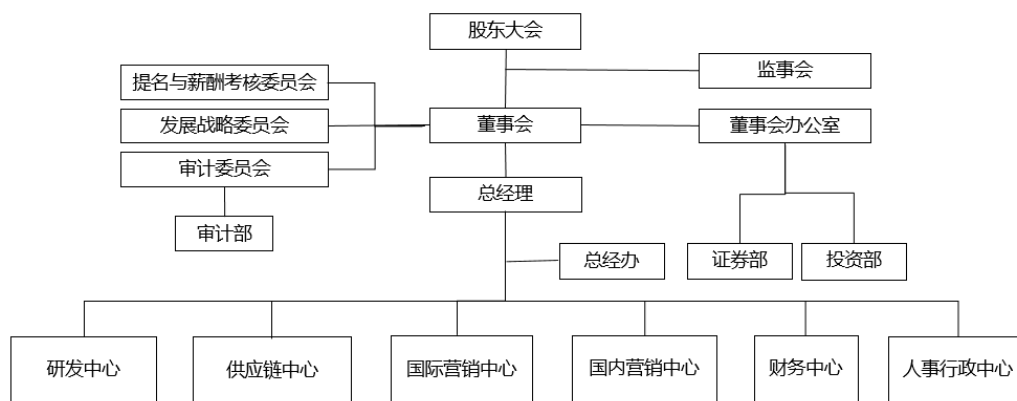 股东大会
监事会
提名与薪酬考核委员会
发展战略委员会
董事会
董事会办公室
审计委员会
总经理
审计部
总经办
证券部
投资部
研发中心
供应链中心
国际营销中心
国内营销中心
财务中心
人事行政中心